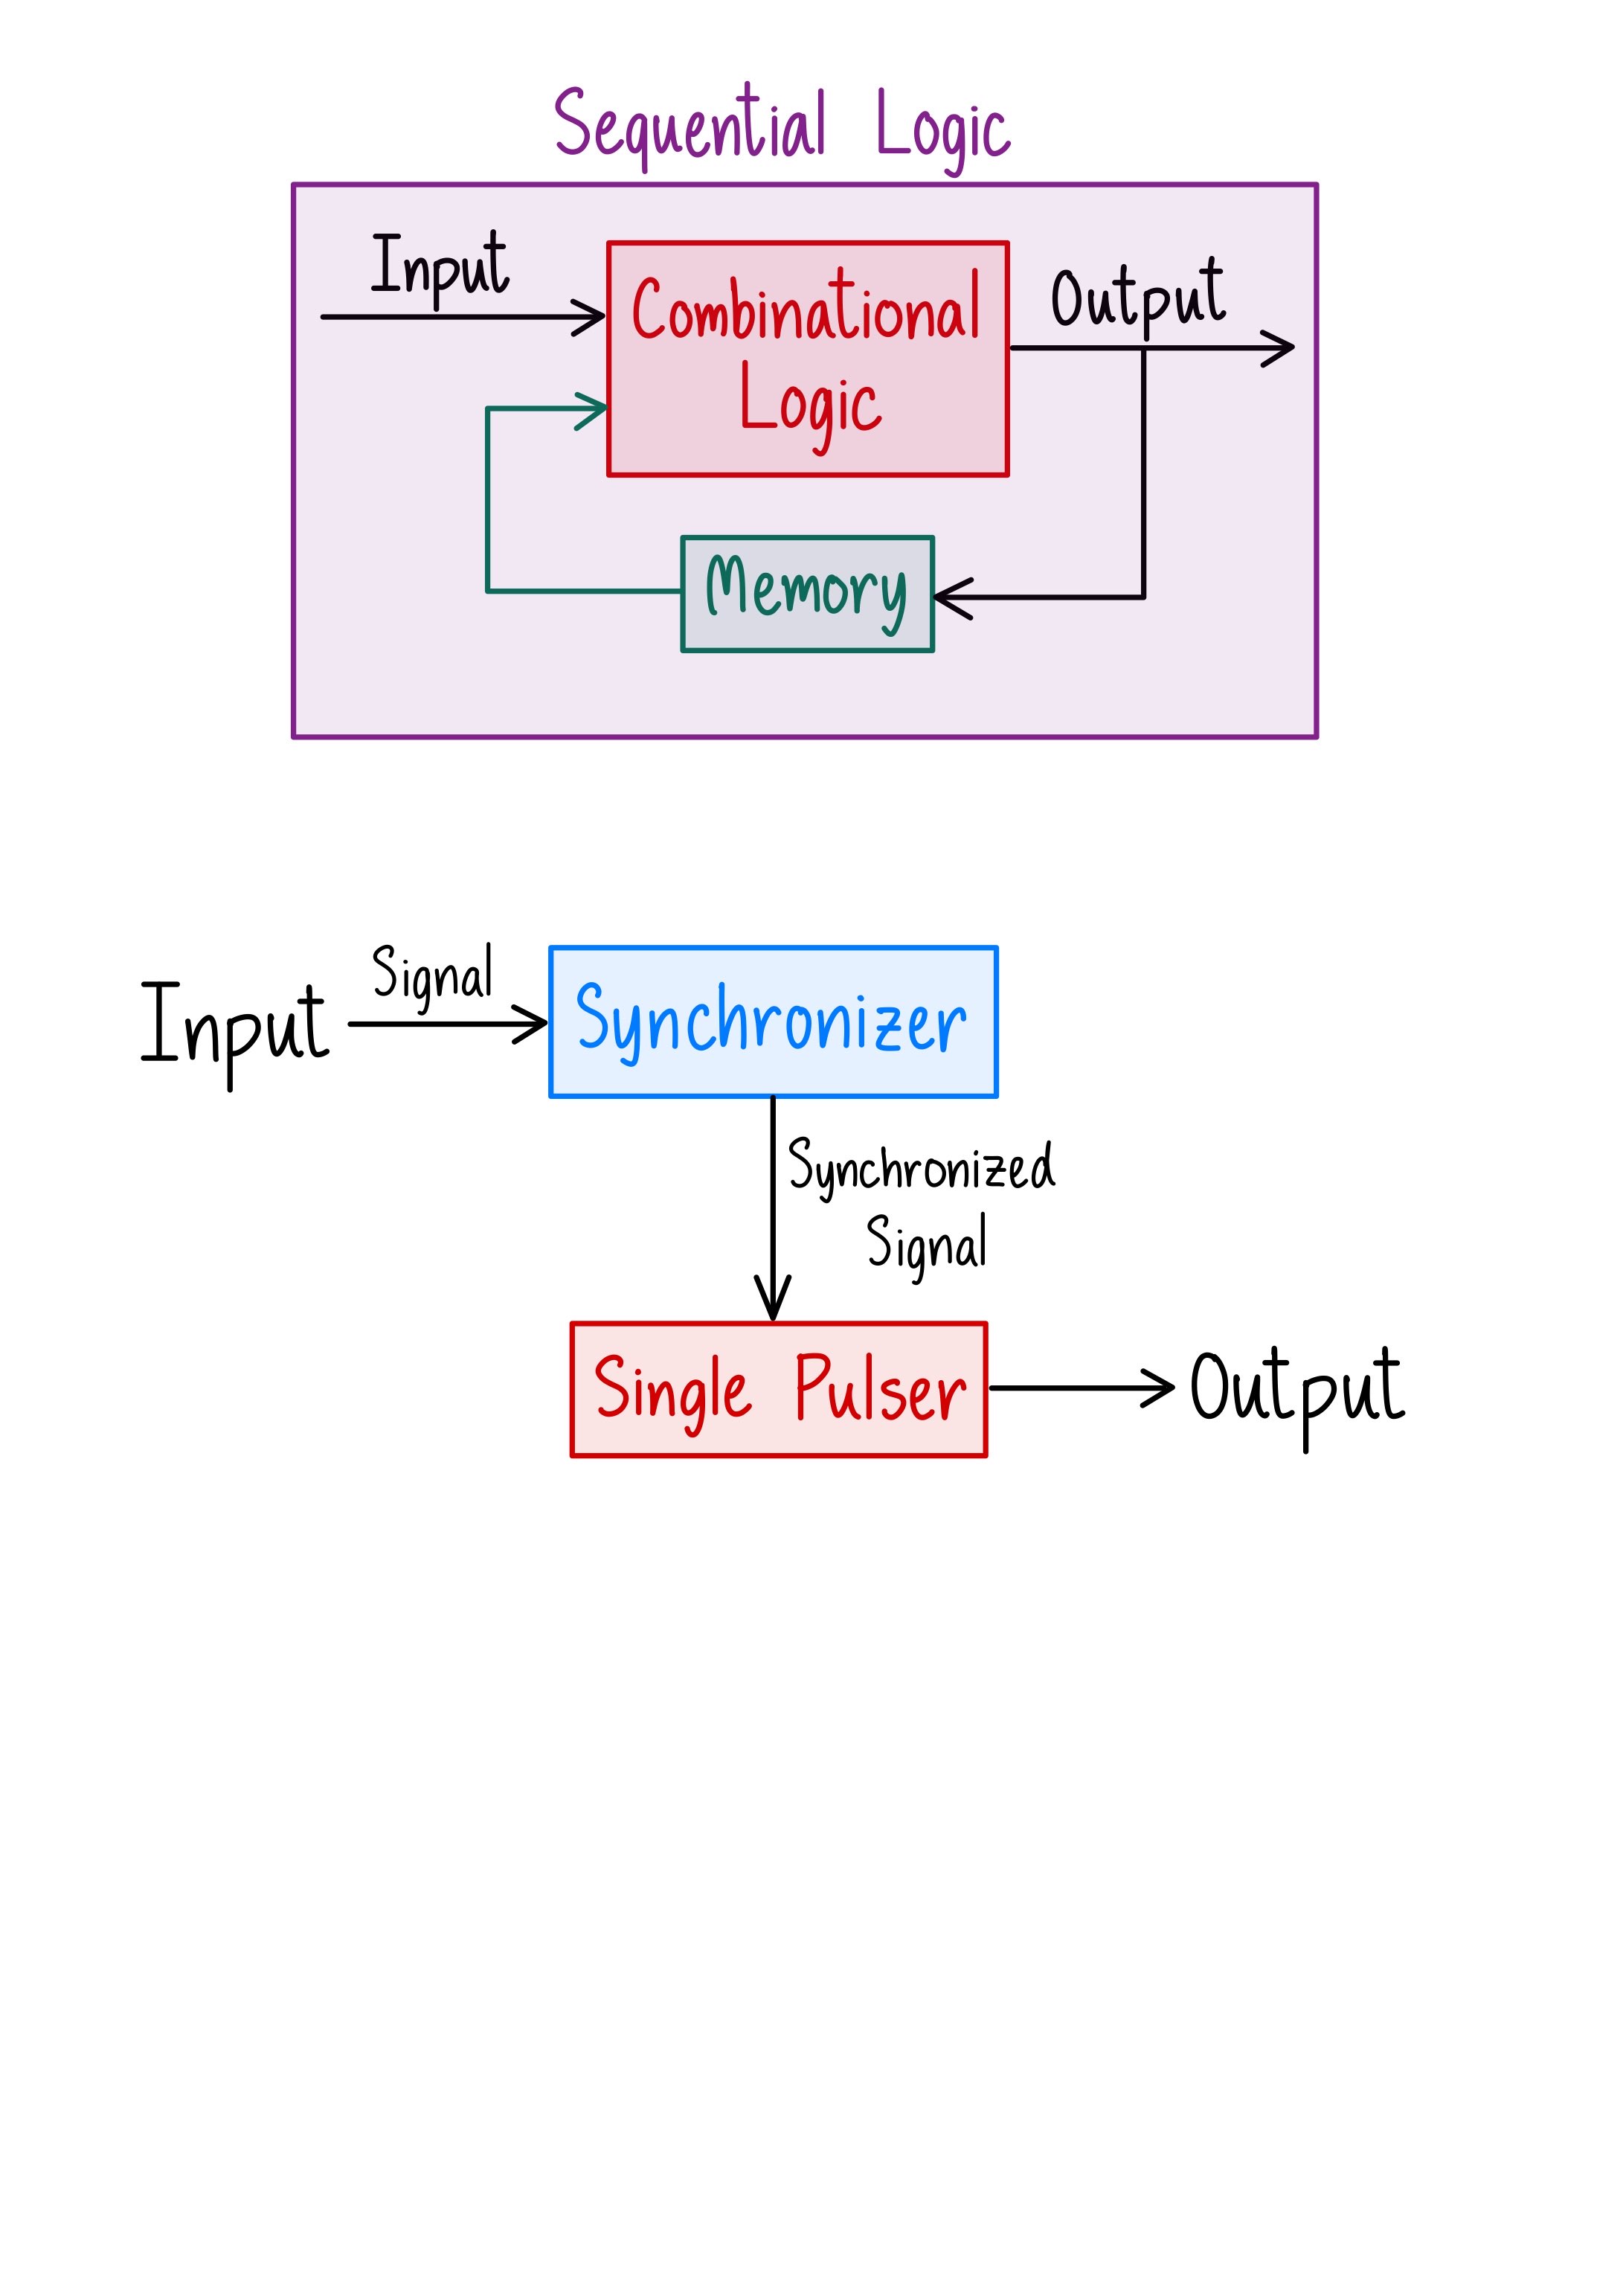 Sequential Logic
Input
Combinational
Logic
Output
Memory
Input
Signal
Synchronizer
Synchronized
Signal
Single Pulser
Output